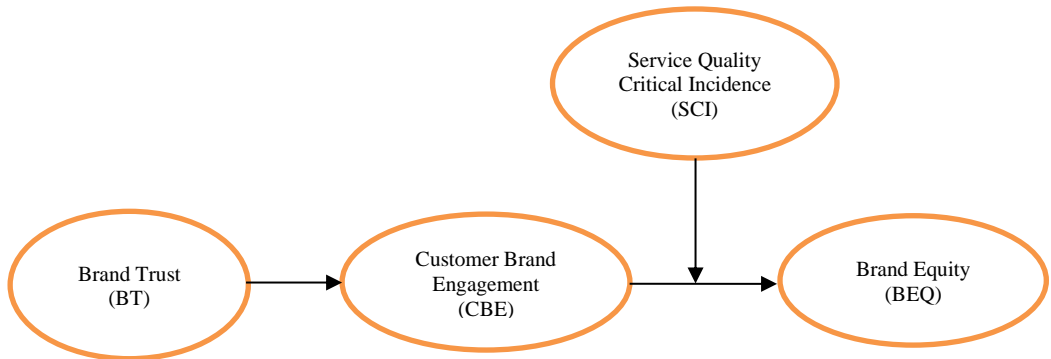 Service Quality
Critical Incidence
(SCI)
Brand Trust
(BT)
Customer Brand
Engagement
(CBE)
Brand Equity
(BEQ)